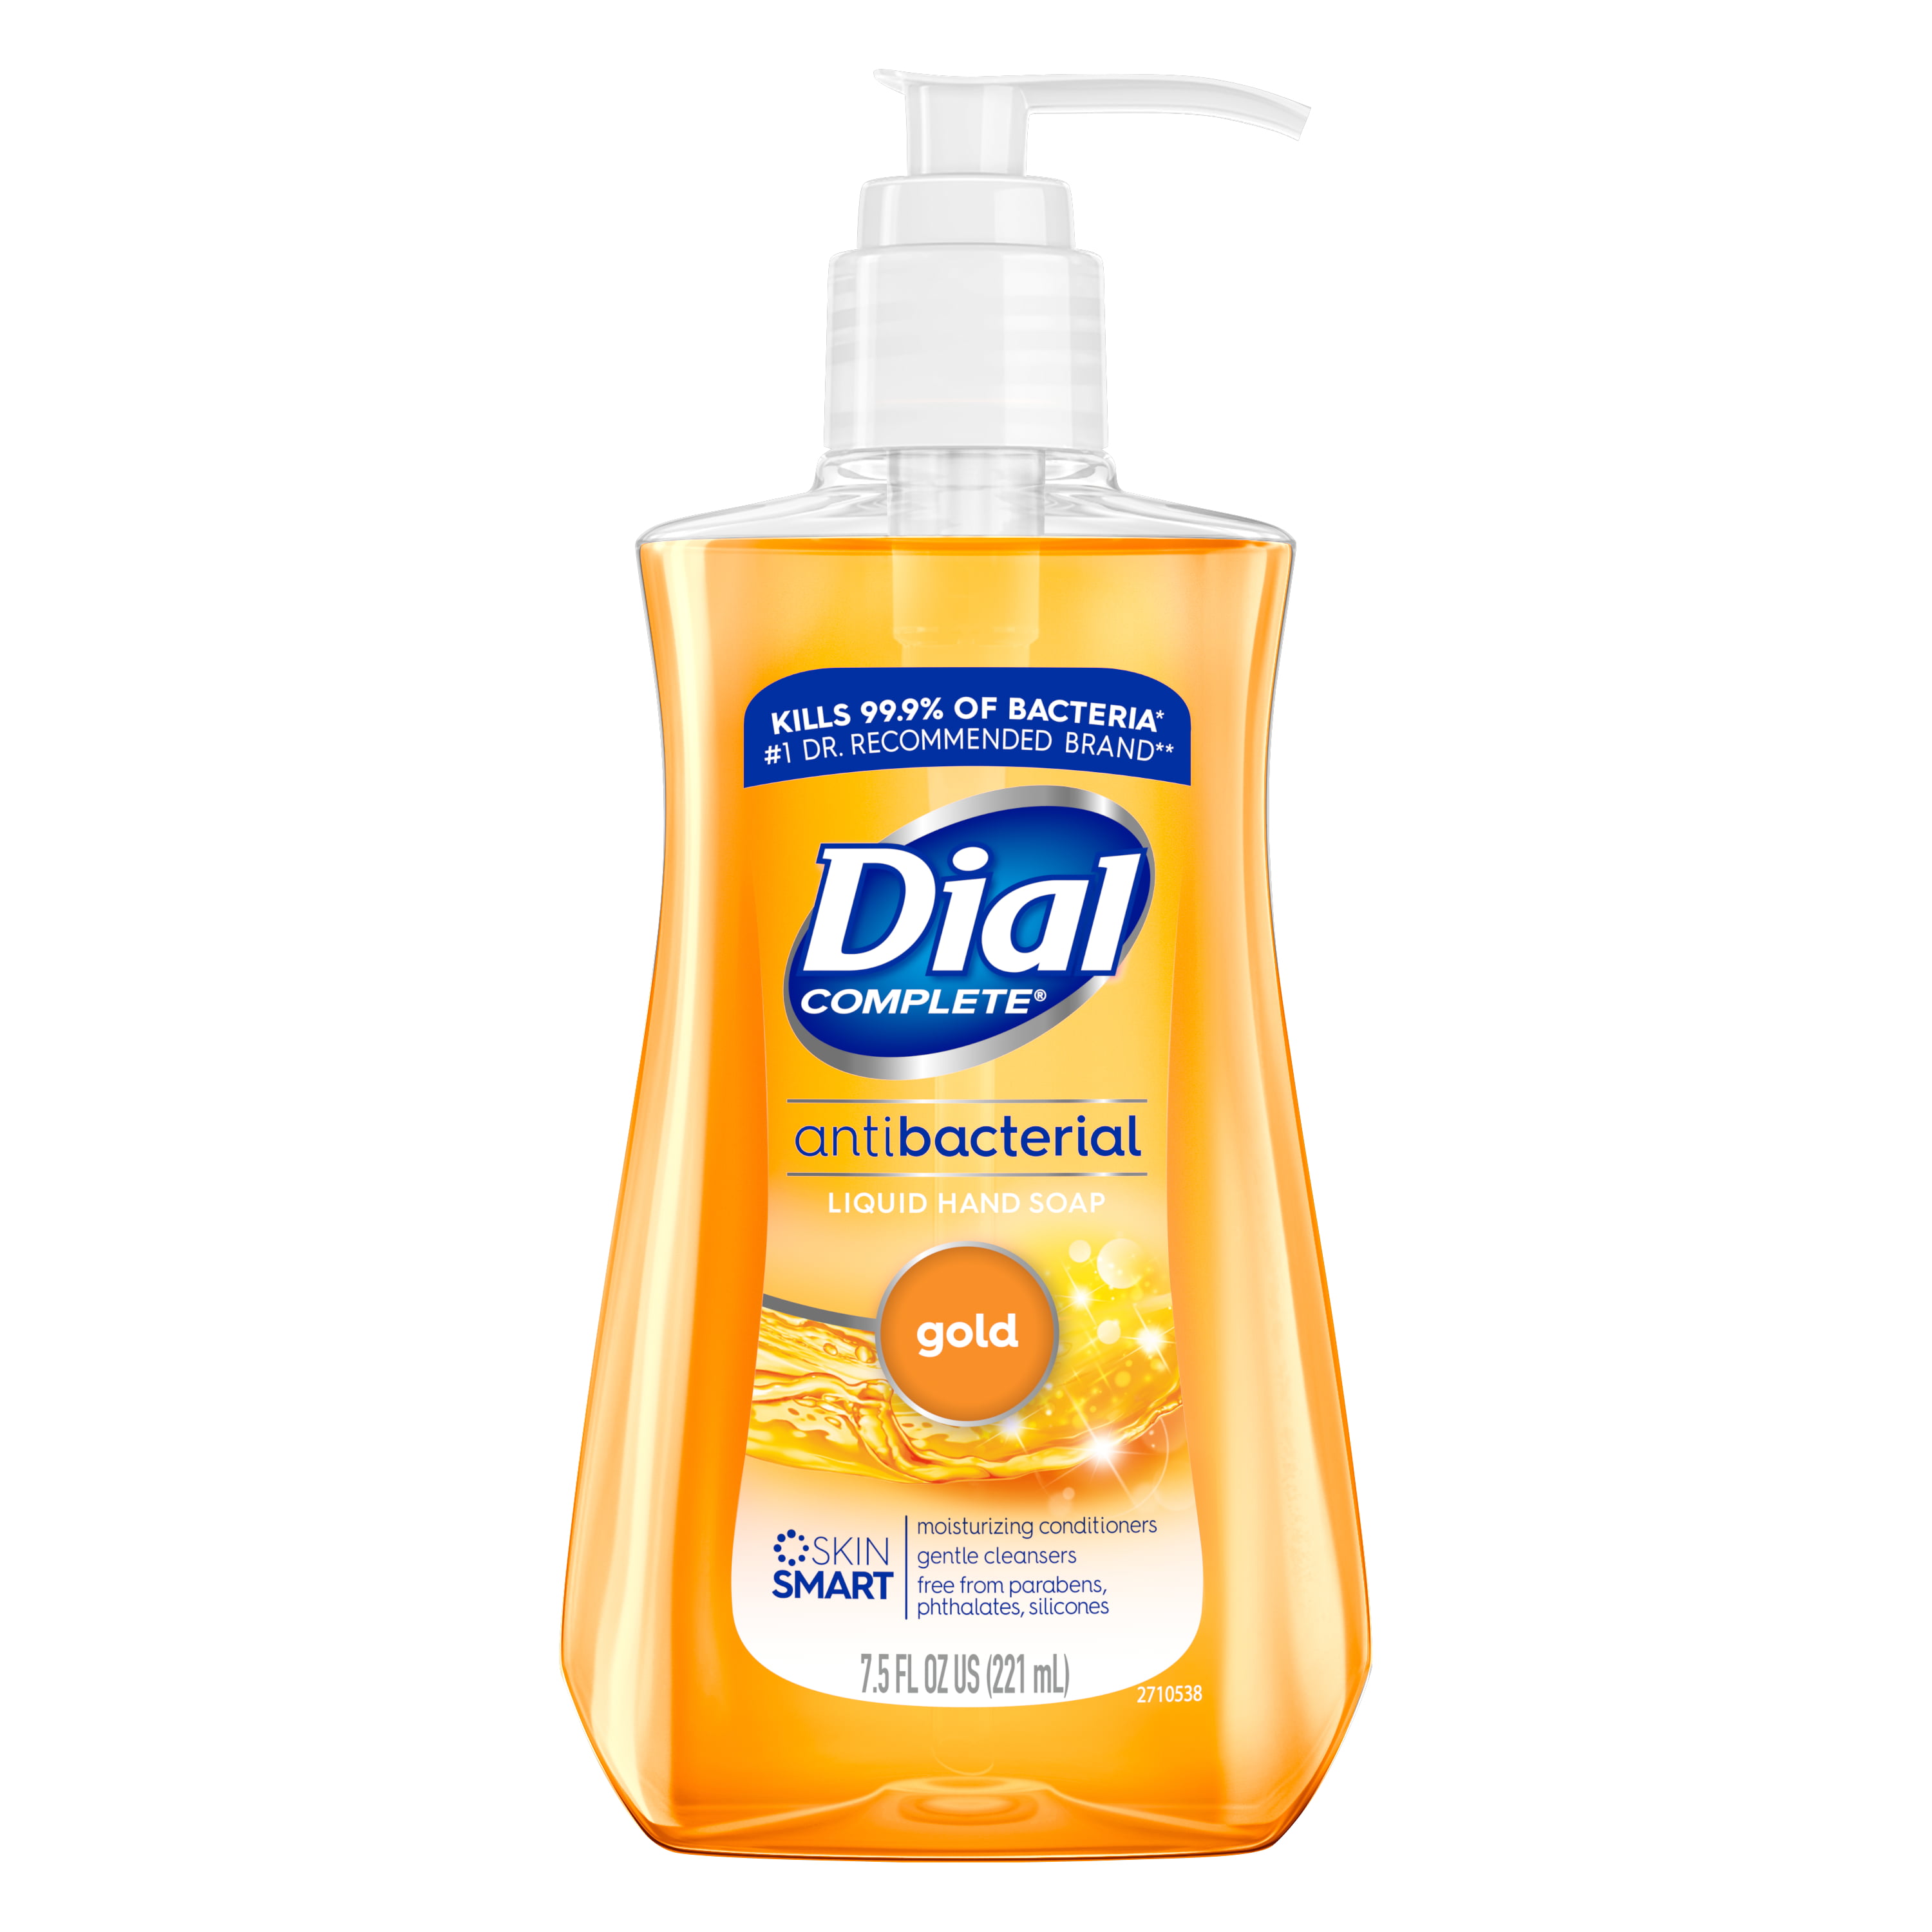 KILLS 99.9% OF BACTERIA*
#1 DR. RECOMMENDED BRAND**
Dial
COMPLETE®
antibacterial
LIQUID HAND SOAP
gold
SKIN
SMART
moisturizing conditioners
gentle cleansers
free from parabens,
phthalates, silicones
7.5 FL OZ US (221 mL)
2710538